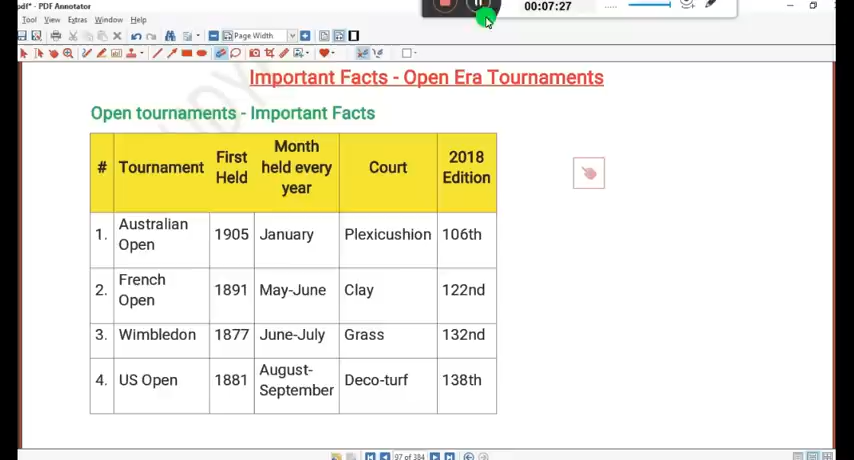 pdf* - PDF Annotator
00:07:27
Tool View Extras Window Help
Page Width
Important Facts - Open Era Tournaments
Open tournaments - Important Facts
# Tournament First Held Month held every year Court 2018 Edition
1. Australian Open 1905 January Plexicushion 106th
2. French Open 1891 May-June Clay 122nd
3. Wimbledon 1877 June-July Grass 132nd
4. US Open 1881 August-September Deco-turf 138th
97 of 384